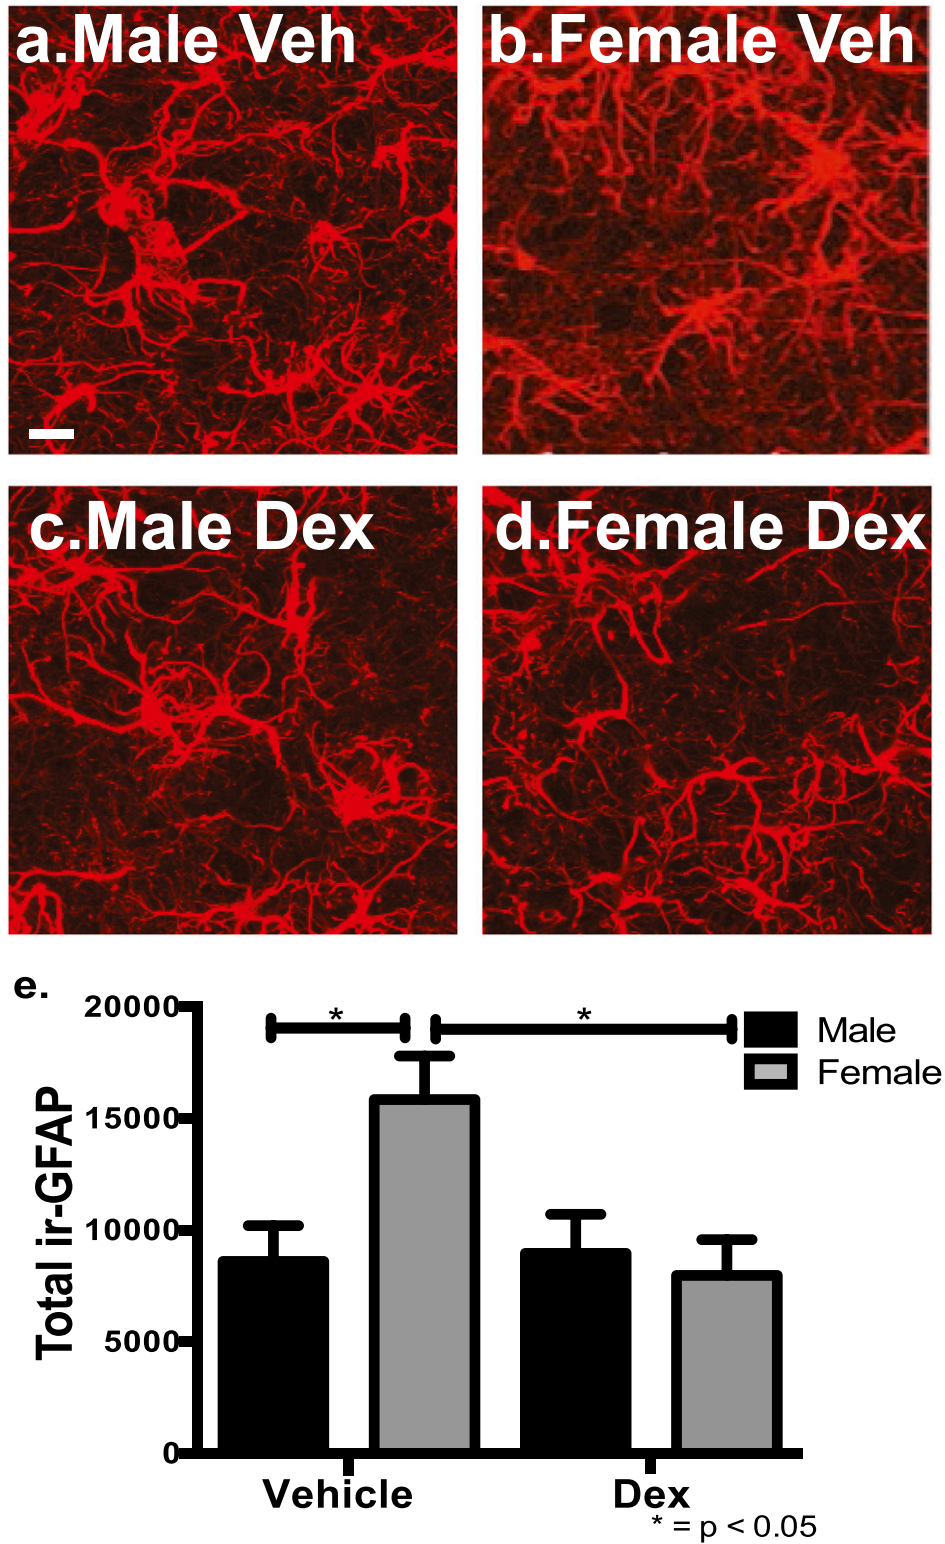 a.Male Veh
b.Female Veh
c.Male Dex
d.Female Dex
e.
Total ir-GFAP
20000
15000
10000
5000
0
*
*
Male
Female
Vehicle
Dex
* = p < 0.05